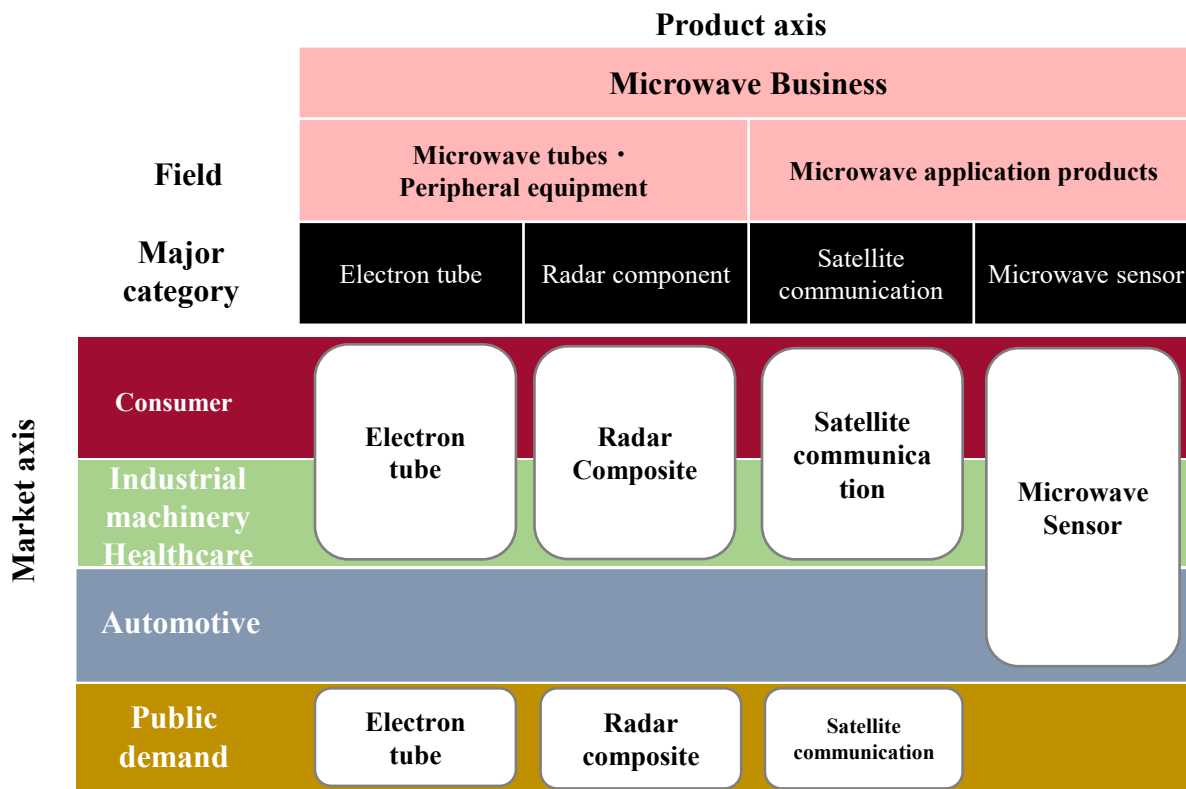 Product axis
Microwave Business
Field
Microwave tubes・
Peripheral equipment
Microwave application products
Major
category
Electron tube
Radar component
Satellite
communication
Microwave sensor
Market axis
Consumer
Electron
tube
Radar
Composite
Satellite
communica
tion
Microwave
Sensor
Industrial
machinery
Healthcare
Automotive
Public
demand
Electron
tube
Radar
composite
Satellite
communication